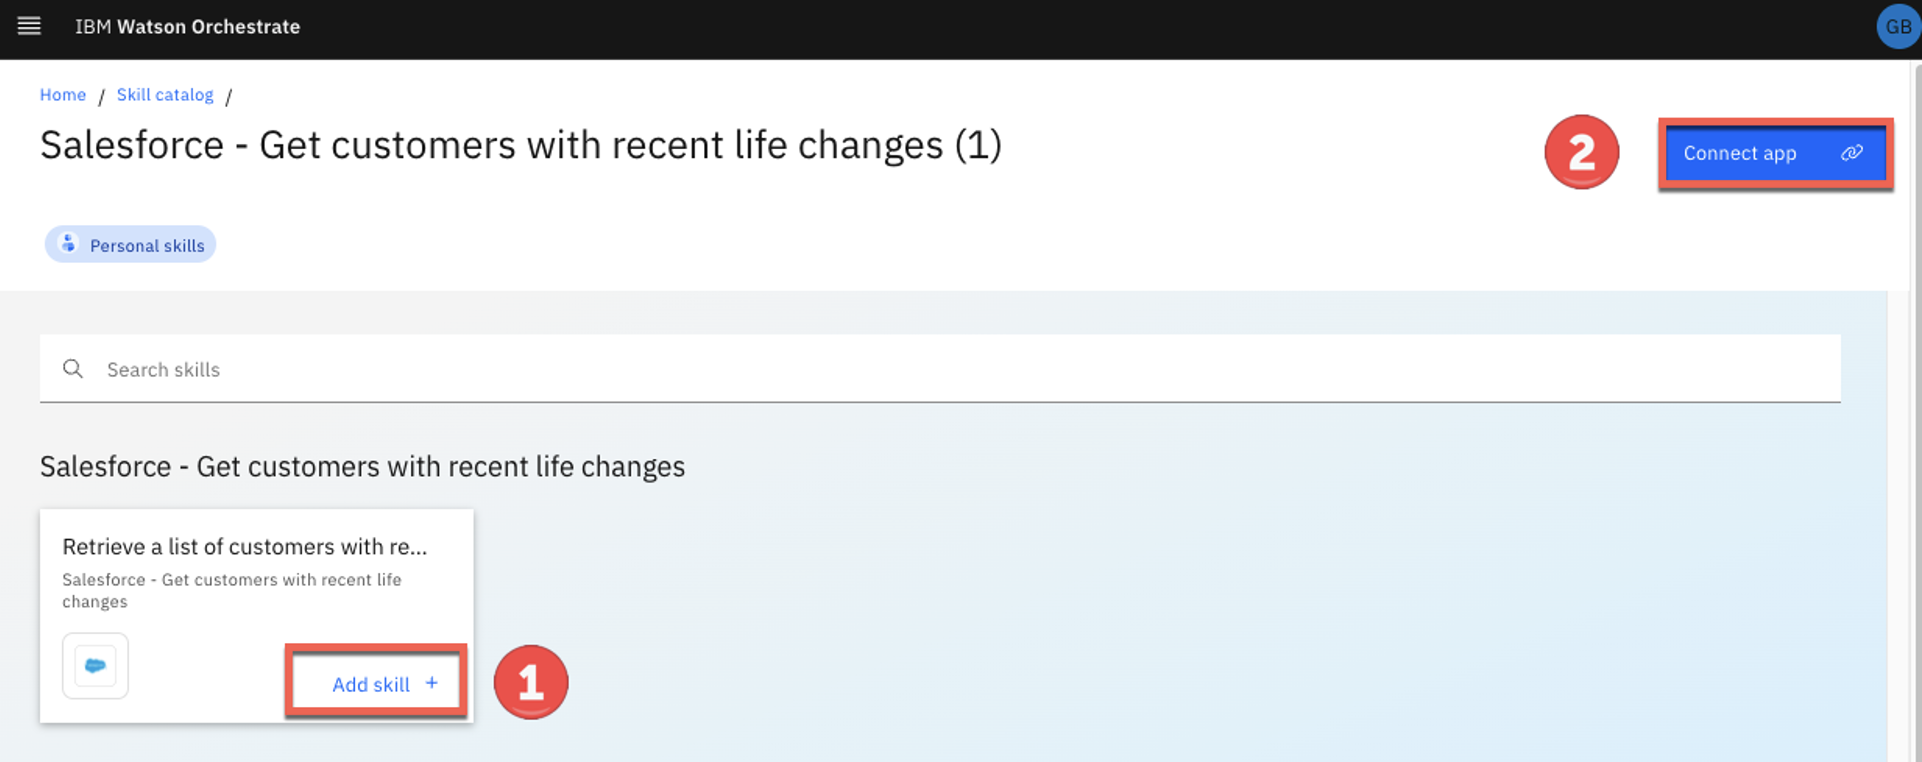 IBM Watson Orchestrate
GB
Home / Skill catalog /
Salesforce - Get customers with recent life changes (1)
2
Connect app
Personal skills
Search skills
Salesforce - Get customers with recent life changes
Retrieve a list of customers with re...
Salesforce - Get customers with recent life
changes
Add skill +
1